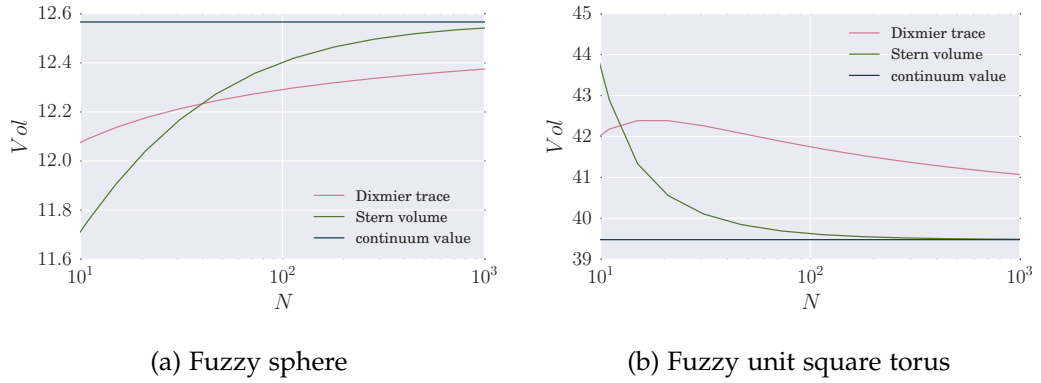 12.6
12.4
12.2
12.0
11.8
11.6
Vol
Dixmier trace
Stern volume
continuum value
10^1
10^2
10^3
N
(a) Fuzzy sphere
45
44
43
42
41
40
39
Vol
Dixmier trace
Stern volume
continuum value
10^1
10^2
10^3
N
(b) Fuzzy unit square torus